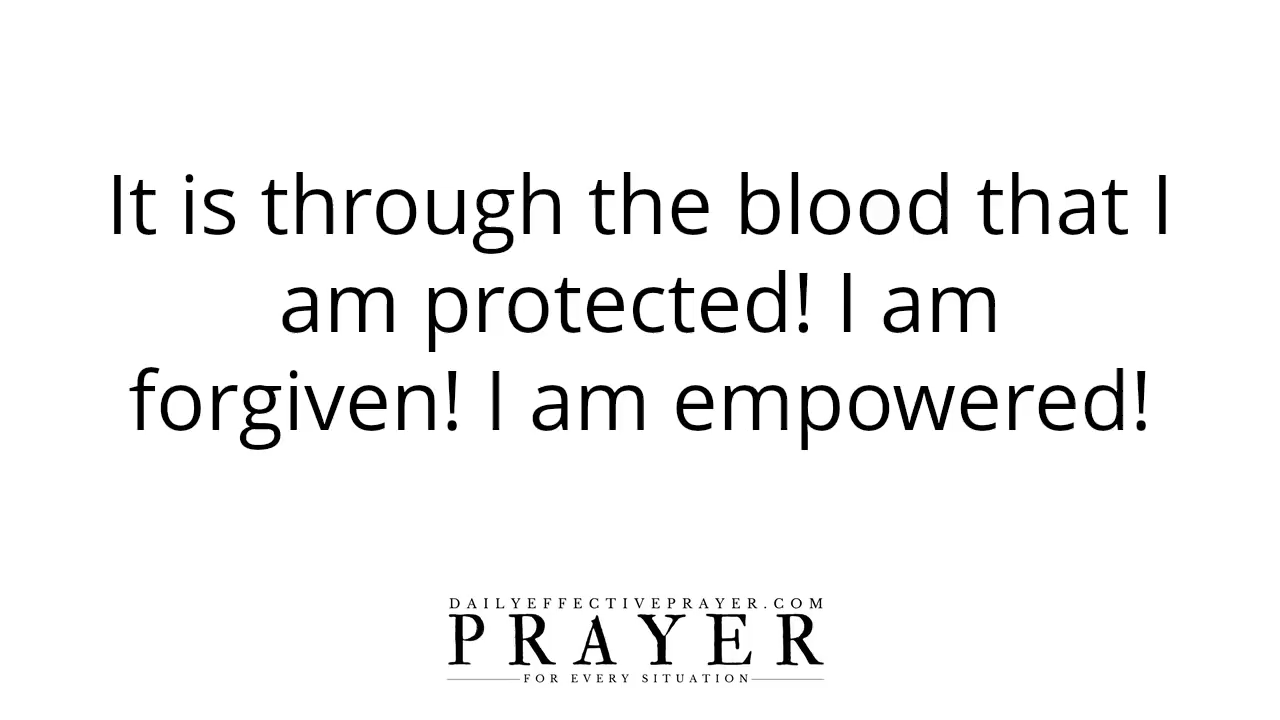 It is through the blood that I
am protected! I am
forgiven! I am empowered!
DAILYEFFECTIVEPRAYER.COM
PRAYER
FOR EVERY SITUATION